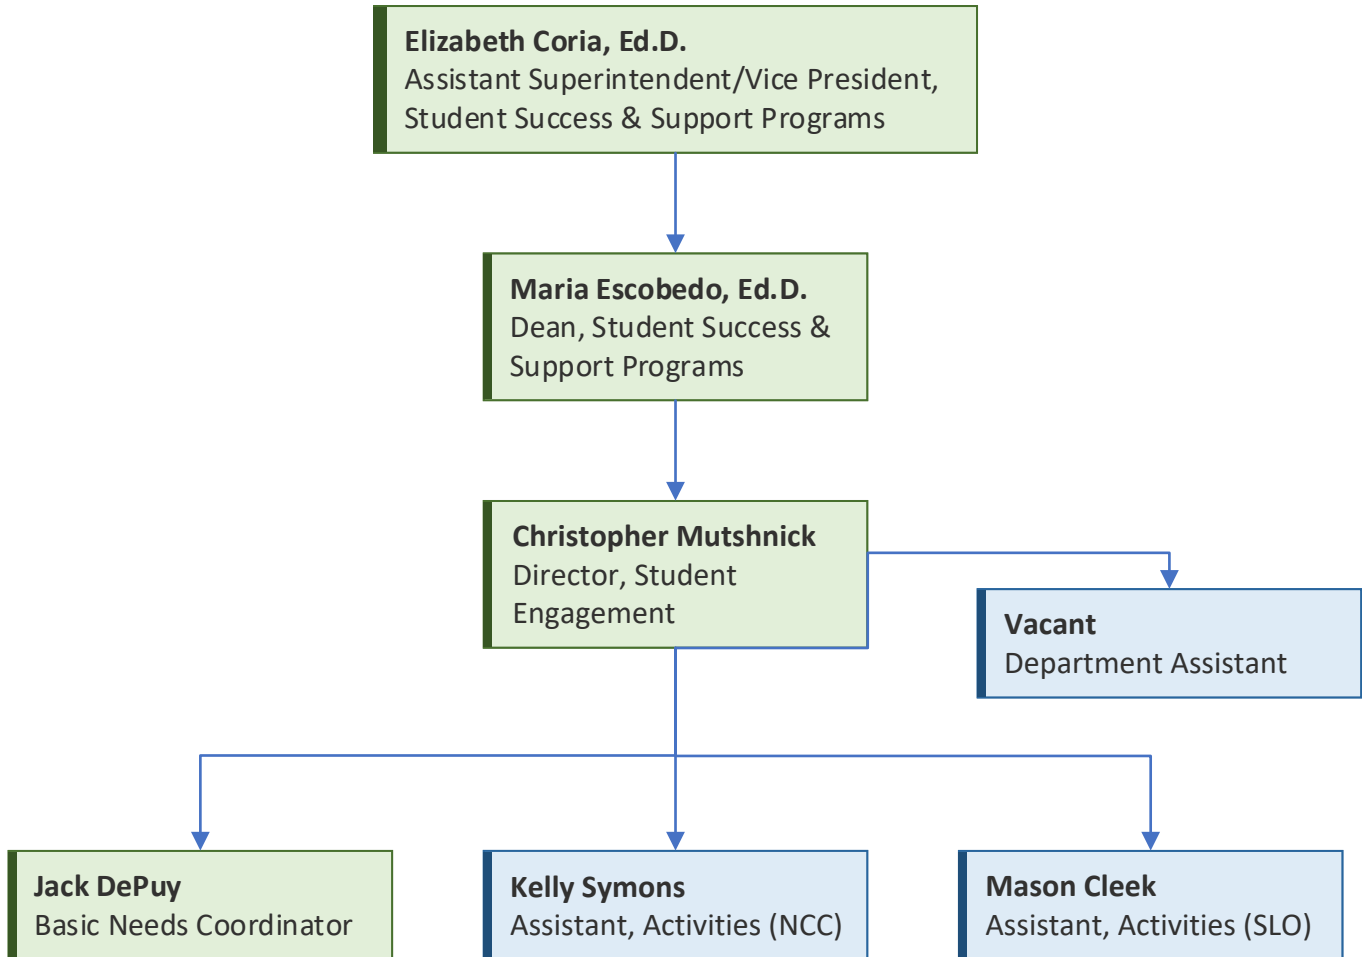 Elizabeth Coria, Ed.D.
Assistant Superintendent/Vice President,
Student Success & Support Programs
Maria Escobedo, Ed.D.
Dean, Student Success &
Support Programs
Christopher Mutshnick
Director, Student
Engagement
Vacant
Department Assistant
Jack DePuy
Basic Needs Coordinator
Kelly Symons
Assistant, Activities (NCC)
Mason Cleek
Assistant, Activities (SLO)